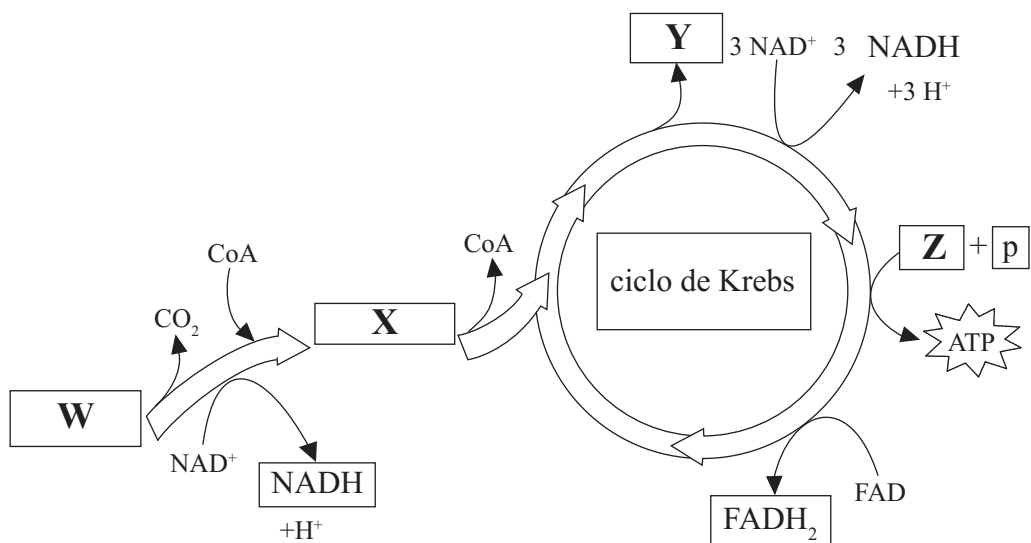 Y
3 NAD⁺ 3 NADH
+3 H⁺
CoA
CoA
Z + p
ciclo de Krebs
CO₂
X
ATP
W
NAD⁺
NADH
+H⁺
FAD
FADH₂